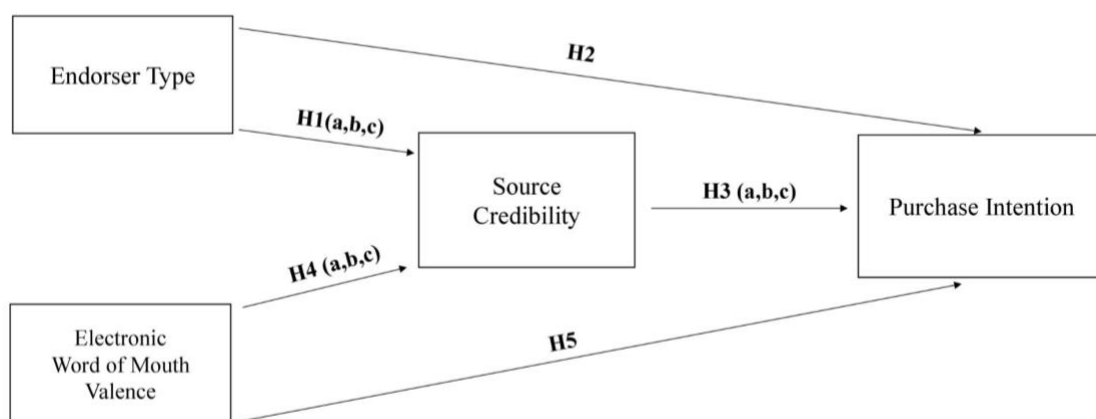 Endorser Type
H2
H1(a,b,c)
Source
Credibility
H3 (a,b,c)
Purchase Intention
H4 (a,b,c)
Electronic
Word of Mouth
Valence
H5